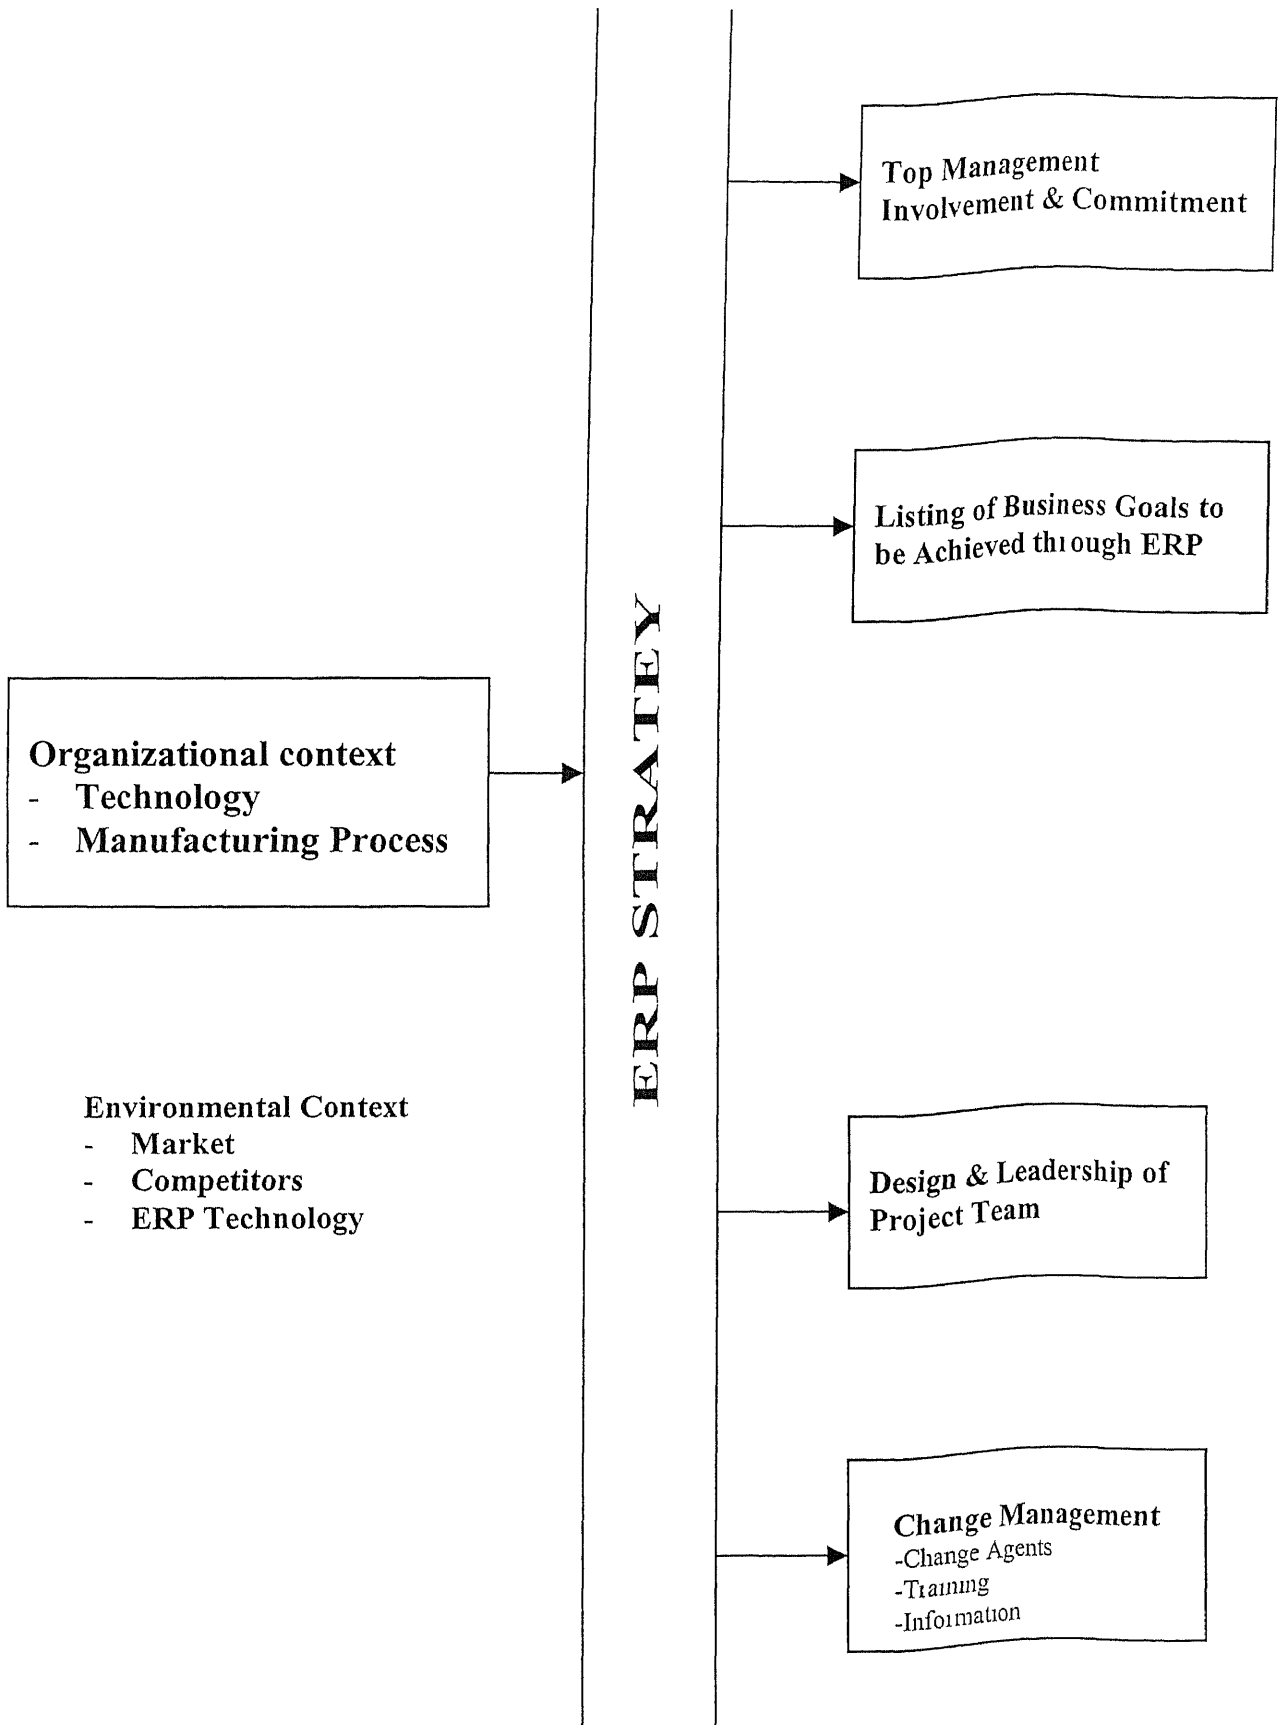 Top Management
Involvement & Commitment
Listing of Business Goals to
be Achieved through ERP
ERP STRATEY
Organizational context
- Technology
- Manufacturing Process
Environmental Context
- Market
- Competitors
- ERP Technology
Design & Leadership of
Project Team
Change Management
-Change Agents
-Training
-Information